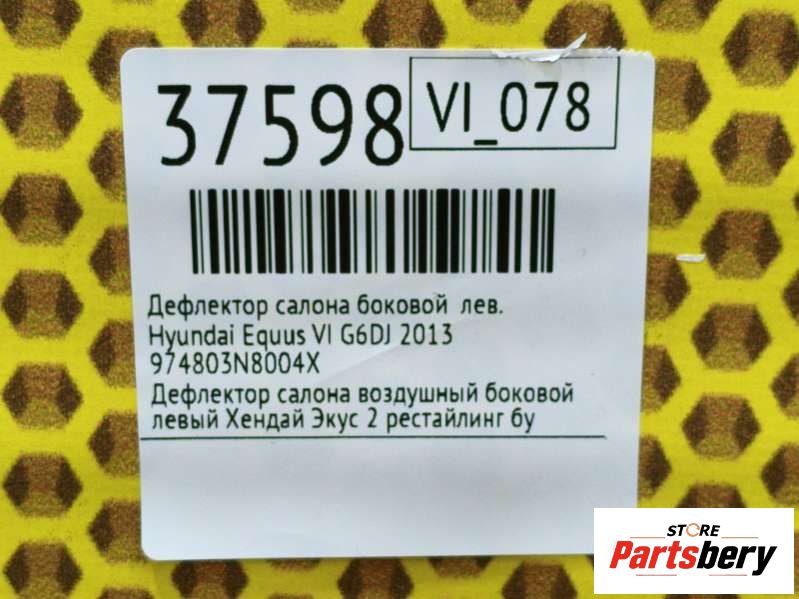 37598
VI_078
Дефлектор салона боковой лев.
Hyundai Equus VI G6DJ 2013
974803N8004X
Дефлектор салона воздушный боковой
левый Хендай Экус 2 рестайлинг бу
STORE
Partsbery